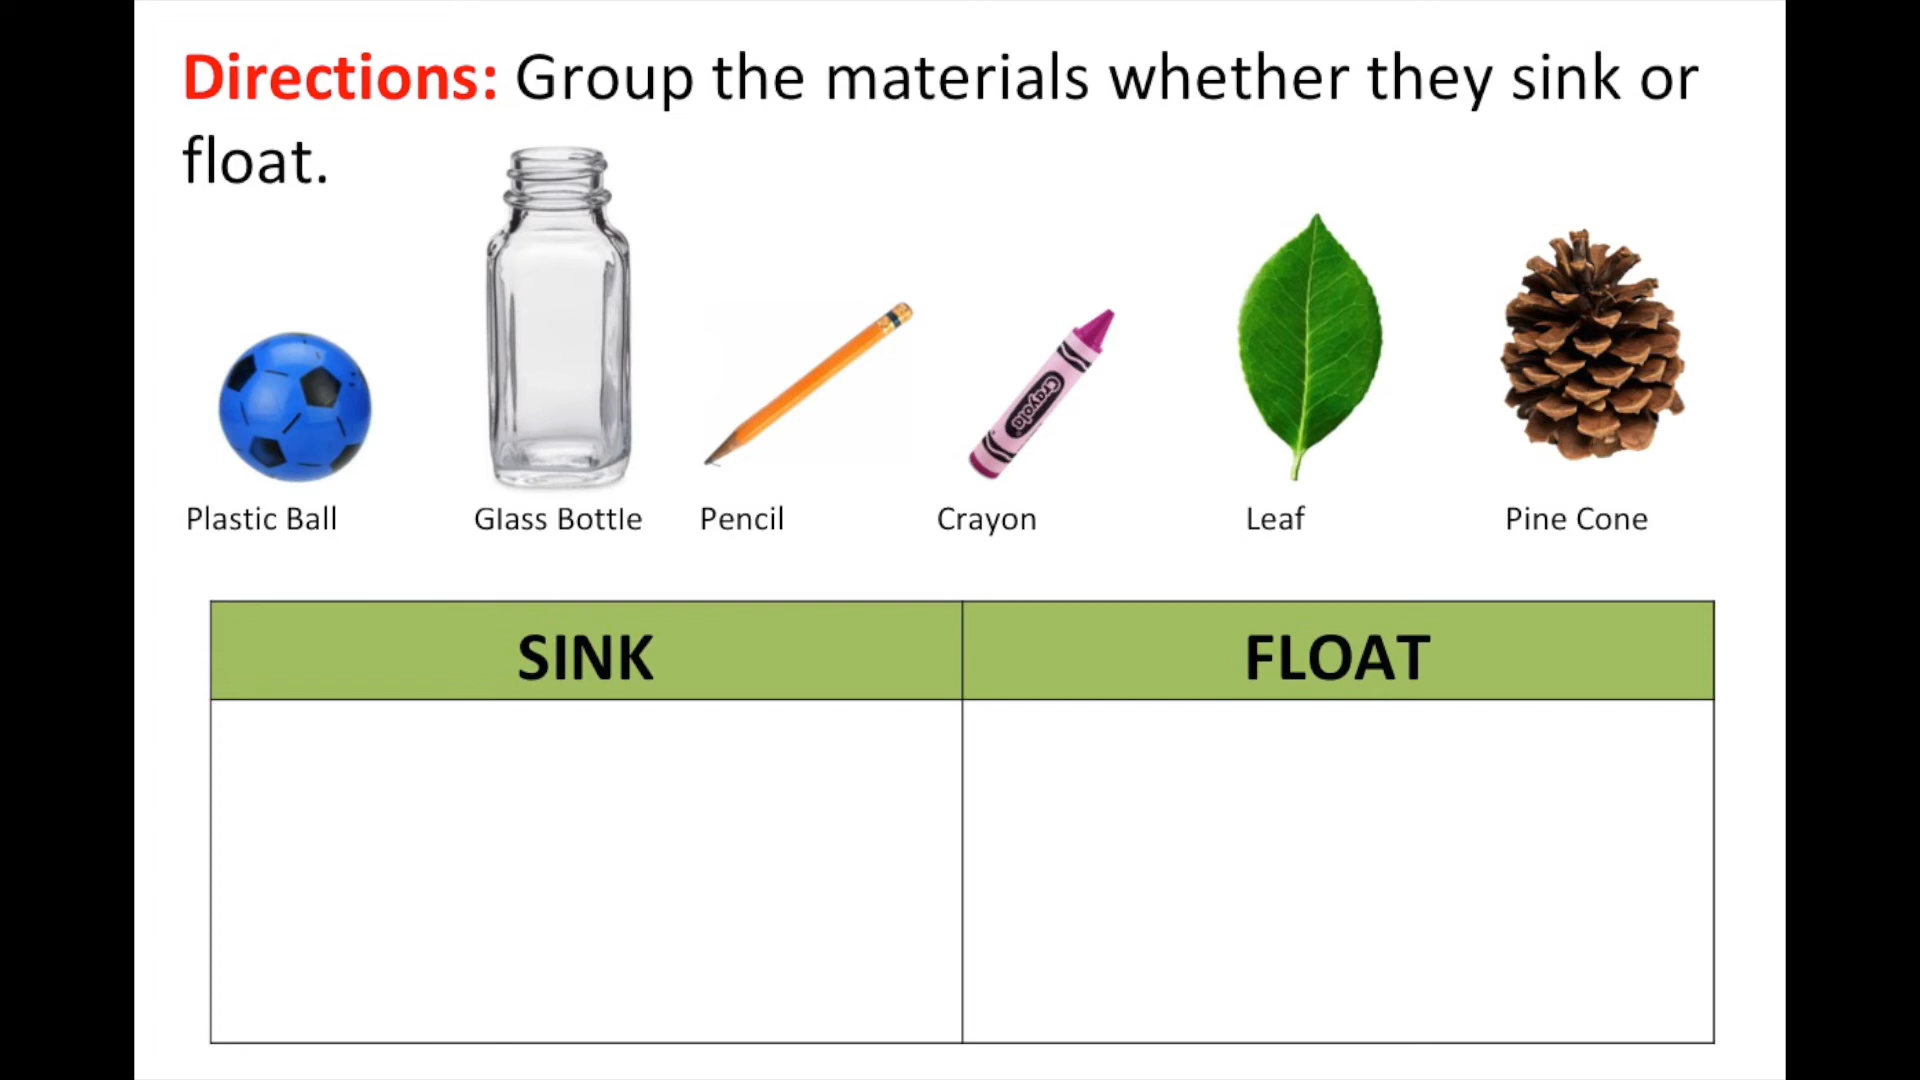 Directions: Group the materials whether they sink or
float.
Crayola
Plastic Ball
Glass Bottle
Pencil
Crayon
Leaf
Pine Cone
SINK
FLOAT